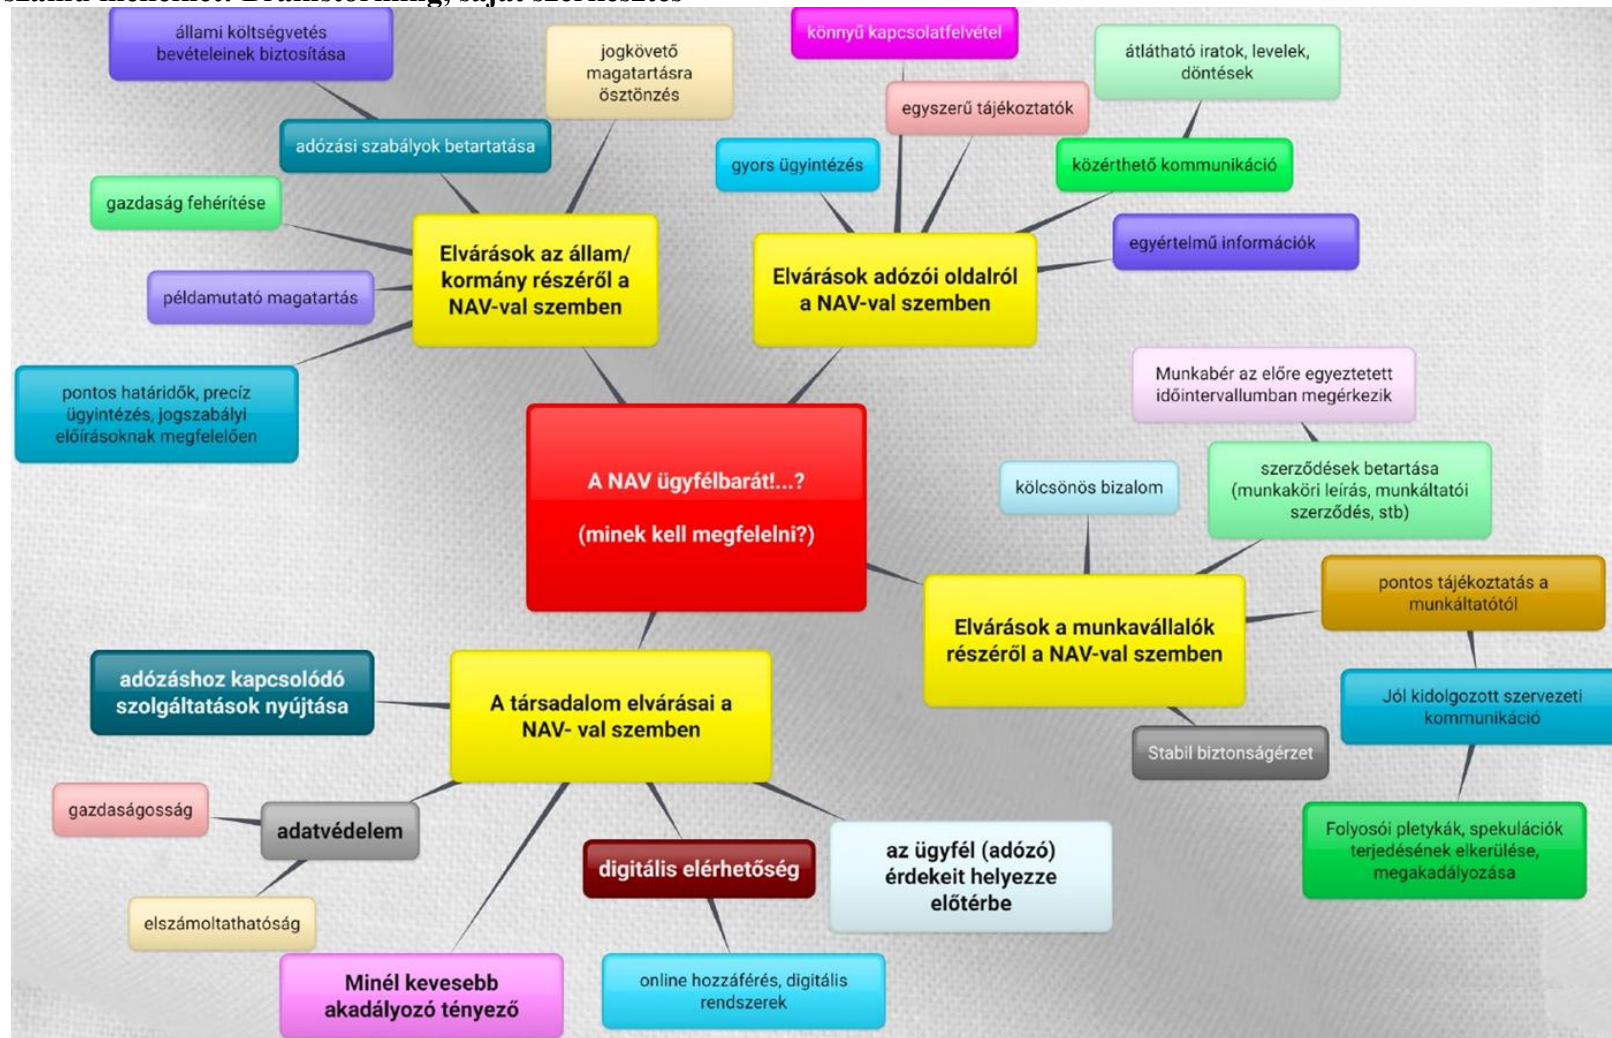 állami költségvetés
bevételeinek biztosítása
jogkövető
magatartásra
ösztönzés
adózási szabályok betartatása
gazdaság fehérítése
példamutató magatartás
pontos határidők, precíz
ügyintézés, jogszabályi
előírásoknak megfelelően
Elvárások az állam/
kormány részéről a
NAV-val szemben
könnyű kapcsolatfelvétel
átlátható iratok, levelek,
döntések
egyszerű tájékoztatók
gyors ügyintézés
közérthető kommunikáció
egyértelmű információk
Elvárások adózói oldalról
a NAV-val szemben
A NAV ügyfélbarát!...?
(minek kell megfelelni?)
Munkabér az előre egyeztetett
időintervallumban megérkezik
kölcsönös bizalom
szerződések betartása
(munkaköri leírás, munkáltatói
szerződés, stb)
pontos tájékoztatás a
munkáltatótól
Elvárások a munkavállalók
részéről a NAV-val szemben
Jól kidolgozott szervezeti
kommunikáció
Stabil biztonságérzet
Folyosói pletykák, spekulációk
terjedésének elkerülése,
megakadályozása
adózáshoz kapcsolódó
szolgáltatások nyújtása
A társadalom elvárásai a
NAV- val szemben
gazdaságosság
adatvédelem
elszámoltathatóság
digitális elérhetőség
az ügyfél (adózó)
érdekeit helyezze
előtérbe
Minél kevesebb
akadályozó tényező
online hozzáférés, digitális
rendszerek